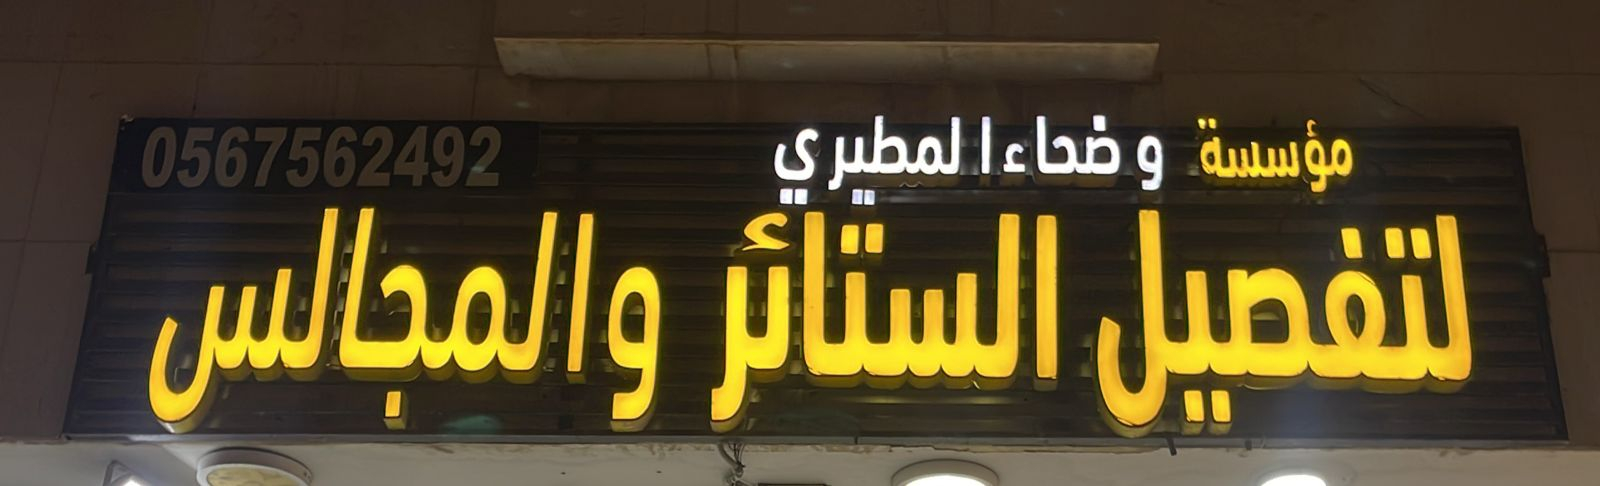 مؤسسة وضحاء المطيري
0567562492
لتفصيل الستائر والمجالس